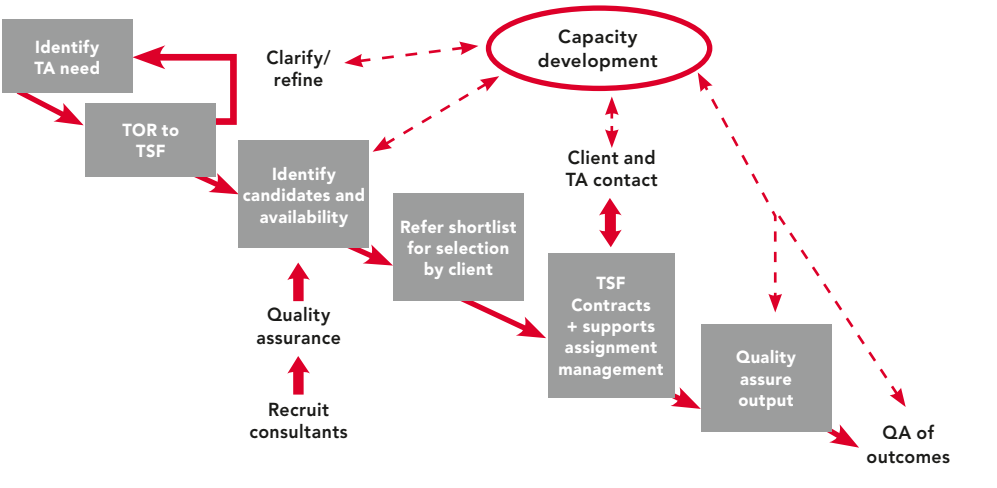 Identify
TA need
Clarify/
refine
Capacity
development
TOR to
TSF
Identify
candidates and
availability
Client and
TA contact
Refer shortlist
for selection
by client
TSF
Contracts
+ supports
assignment
management
Quality
assurance
Quality
assure
output
Recruit
consultants
QA of
outcomes